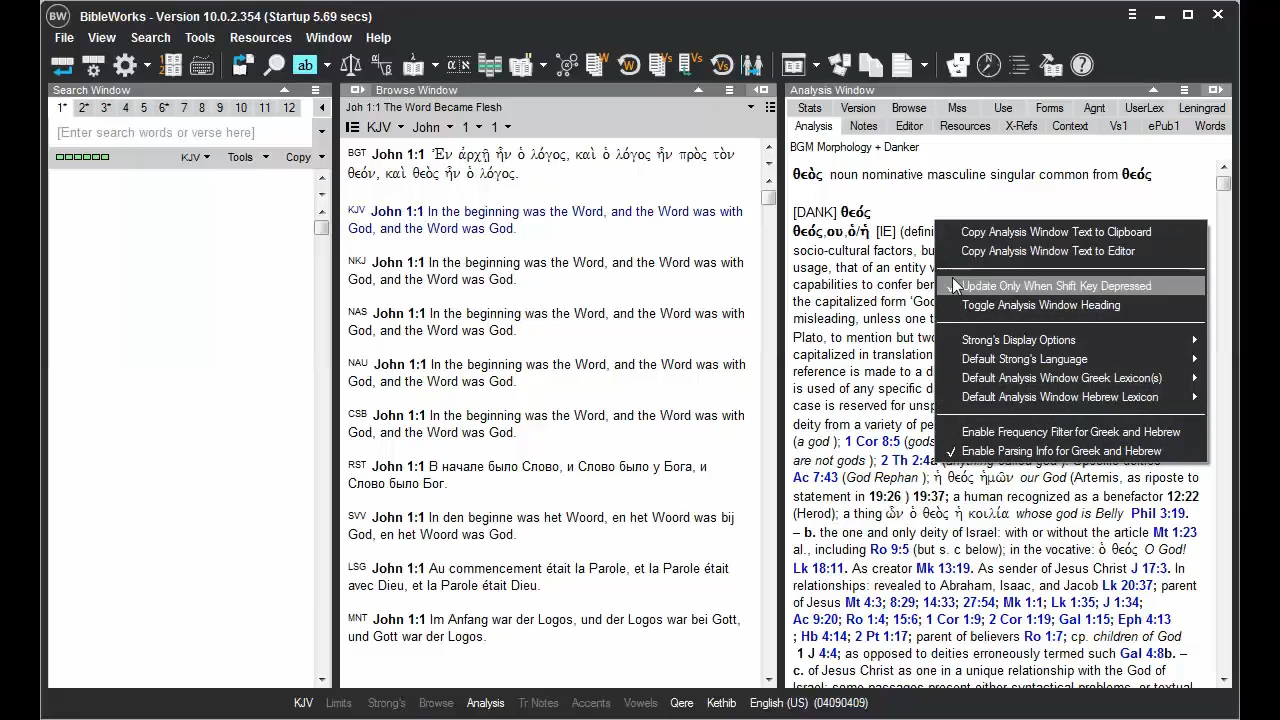 BW BibleWorks - Version 10.0.2.354 (Startup 5.69 secs)
File View Search Tools Resources Window Help
Search Window
1* 2* 3* 4 5 6* 7 8 9 10 11 12
[Enter search words or verse here]
KJV Tools Copy
Browse Window
Joh 1:1 The Word Became Flesh
KJV John 1 1
BGT John 1:1 Ἐν ἀρχῇ ἦν ὁ λόγος, καὶ ὁ λόγος ἦν πρὸς τὸν
θεόν, καὶ θεὸς ἦν ὁ λόγος.
KJV John 1:1 In the beginning was the Word, and the Word was with
God, and the Word was God.
NKJ John 1:1 In the beginning was the Word, and the Word was with
God, and the Word was God.
NAS John 1:1 In the beginning was the Word, and the Word was with
God, and the Word was God.
NAU John 1:1 In the beginning was the Word, and the Word was with
God, and the Word was God.
CSB John 1:1 In the beginning was the Word, and the Word was with
God, and the Word was God.
RST John 1:1 В начале было Слово, и Слово было у Бога, и
Слово было Бог.
SVV John 1:1 In den beginne was het Woord, en het Woord was bij
God, en het Woord was God.
LSG John 1:1 Au commencement était la Parole, et la Parole était
avec Dieu, et la Parole était Dieu.
MNT John 1:1 Im Anfang war der Logos, und der Logos war bei Gott,
und Gott war der Logos.
Analysis Window
Stats Version Browse Mss Use Forms Agnt UserLex Leningrad
Analysis Notes Editor Resources X-Refs Context Vs1 ePub1 Words
BGM Morphology + Danker
θεὸς noun nominative masculine singular common from θεός
[DANK] θεός
θεός,ου,ὁ/ἡ [IE] (defini
socio-cultural factors, bu
usage, that of an entity v
capabilities to confer ben
the capitalized form ‘Go
misleading, unless one t
Plato, to mention but two
capitalized in translation
reference is made to a d
is used of any specific d
case is reserved for unsp
deity from a variety of pe
(a god ); 1 Cor 8:5 (gods
are not gods ); 2 Th 2:4a
Ac 7:43 (God Rephan ); ἡ θεὸς ἡμῶν our God (Artemis, as riposte to
statement in 19:26 ) 19:37; a human recognized as a benefactor 12:22
(Herod); a thing ὧν ὁ θεὸς ἡ κοιλία whose god is Belly Phil 3:19.
– b. the one and only deity of Israel: with or without the article Mt 1:23
al., including Ro 9:5 (but s. c below); in the vocative: ὁ θεός O God!
Lk 18:11. As creator Mk 13:19. As sender of Jesus Christ J 17:3. In
relationships: revealed to Abraham, Isaac, and Jacob Lk 20:37; parent
of Jesus Mt 4:3; 8:29; 14:33; 27:54; Mk 1:1; Lk 1:35; J 1:34;
Ac 9:20; Ro 1:4; 15:6; 1 Cor 1:9; 2 Cor 1:19; Gal 1:15; Eph 4:13
; Hb 4:14; 2 Pt 1:17; parent of believers Ro 1:7; cp. children of God
1 J 4:4; as opposed to deities erroneously termed such Gal 4:8b. –
c. of Jesus Christ as one in a unique relationship with the God of
Israel: some passages present either syntactical problems, or textual
Copy Analysis Window Text to Clipboard
Copy Analysis Window Text to Editor
Update Only When Shift Key Depressed
Toggle Analysis Window Heading
Strong's Display Options
Default Strong's Language
Default Analysis Window Greek Lexicon(s)
Default Analysis Window Hebrew Lexicon
Enable Frequency Filter for Greek and Hebrew
Enable Parsing Info for Greek and Hebrew
KJV Limits Strong's Browse Analysis Tr Notes Accents Vowels Qere Kethib English (US) (04090409)